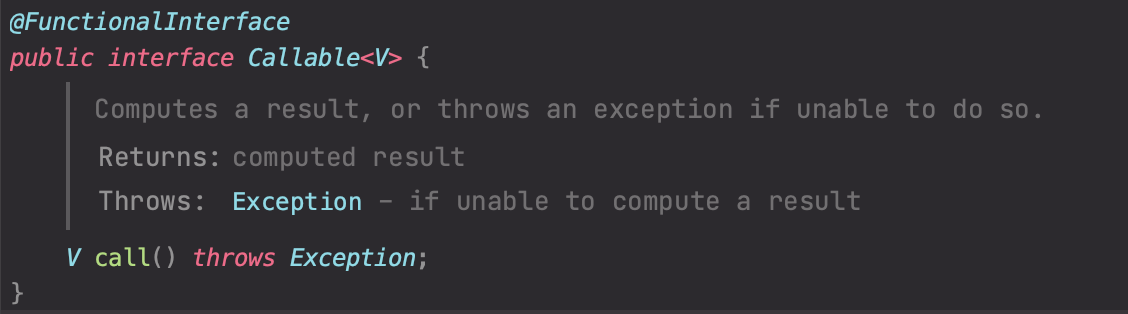 @FunctionalInterface
public interface Callable<V> {
Computes a result, or throws an exception if unable to do so.
Returns: computed result
Throws: Exception – if unable to compute a result
V call() throws Exception;
}